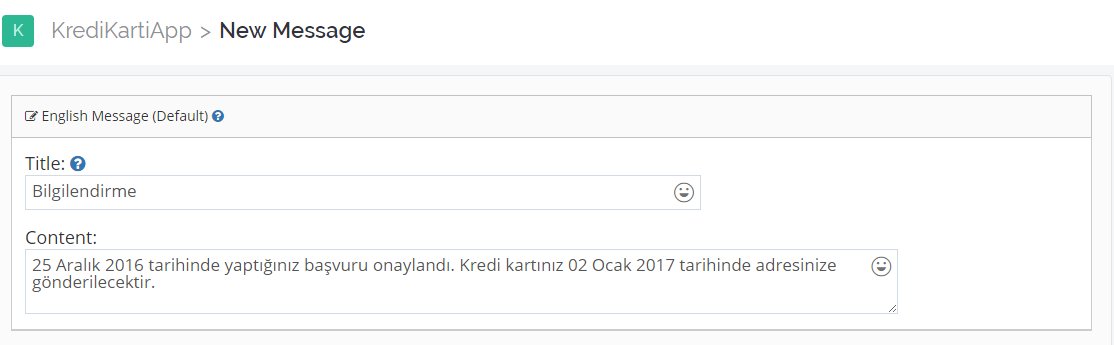 K KrediKartiApp > New Message
English Message (Default) ?
Title: ?
Bilgilendirme
Content:
25 Aralık 2016 tarihinde yaptığınız başvuru onaylandı. Kredi kartınız 02 Ocak 2017 tarihinde adresinize
gönderilecektir.